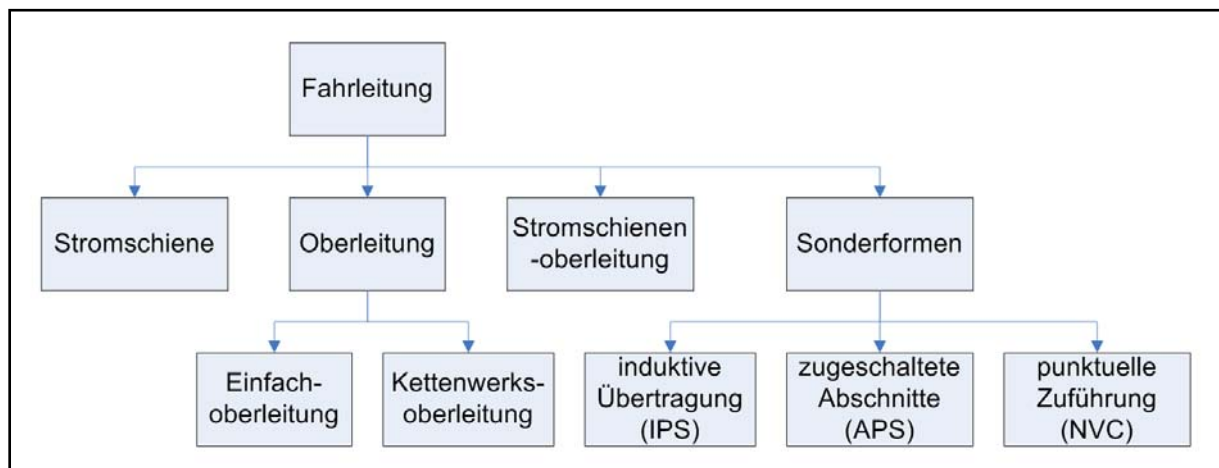 Fahrleitung
Stromschiene
Oberleitung
Stromschienen
-oberleitung
Sonderformen
Einfach-
oberleitung
Kettenwerks-
oberleitung
induktive
Übertragung
(IPS)
zugeschaltete
Abschnitte
(APS)
punktuelle
Zuführung
(NVC)